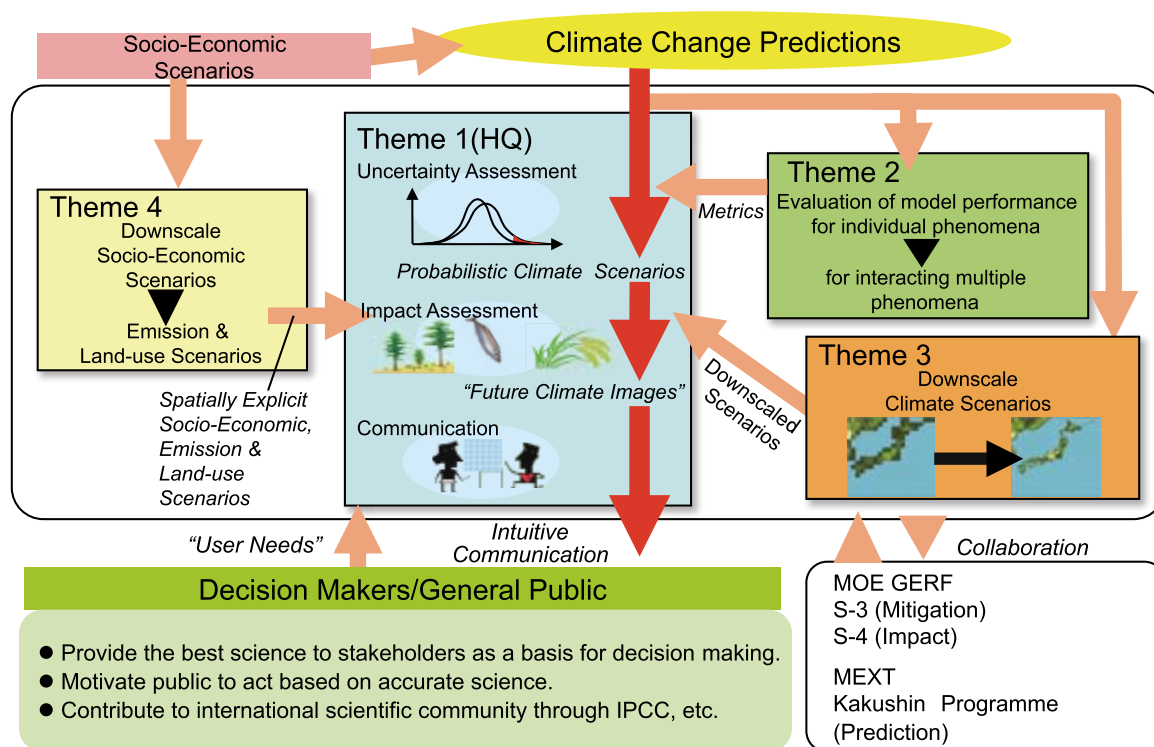 Socio-Economic
Scenarios
Climate Change Predictions
Theme 1(HQ)
Uncertainty Assessment
Probabilistic Climate Scenarios
Impact Assessment
“Future Climate Images”
Communication
Theme 2
Evaluation of model performance
for individual phenomena
for interacting multiple
phenomena
Metrics
Theme 4
Downscale
Socio-Economic
Scenarios
Emission &
Land-use Scenarios
Spatially Explicit
Socio-Economic,
Emission &
Land-use
Scenarios
Theme 3
Downscale
Climate Scenarios
Downscaled
Scenarios
“User Needs”
Intuitive
Communication
Collaboration
Decision Makers/General Public
● Provide the best science to stakeholders as a basis for decision making.
● Motivate public to act based on accurate science.
● Contribute to international scientific community through IPCC, etc.
MOE GERF
S-3 (Mitigation)
S-4 (Impact)
MEXT
Kakushin Programme
(Prediction)